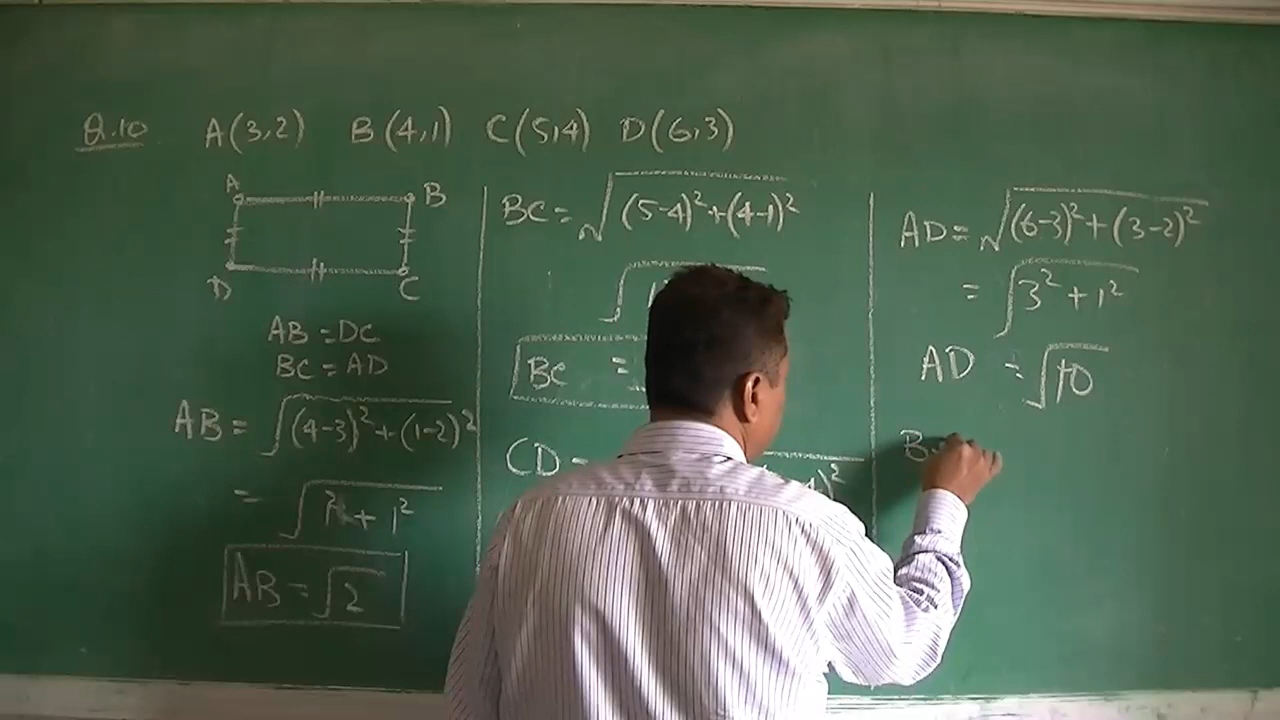 Q.10 A(3,2) B(4,1) C(5,4) D(6,3)
A B
D C
AB = DC
BC = AD
AB = √(4-3)²+(1-2)²
= √1²+1²
AB = √2
BC = √(5-4)²+(4-1)²
BC =
CD =
AD = √(6-3)²+(3-2)²
= √3²+1²
AD = √10
B